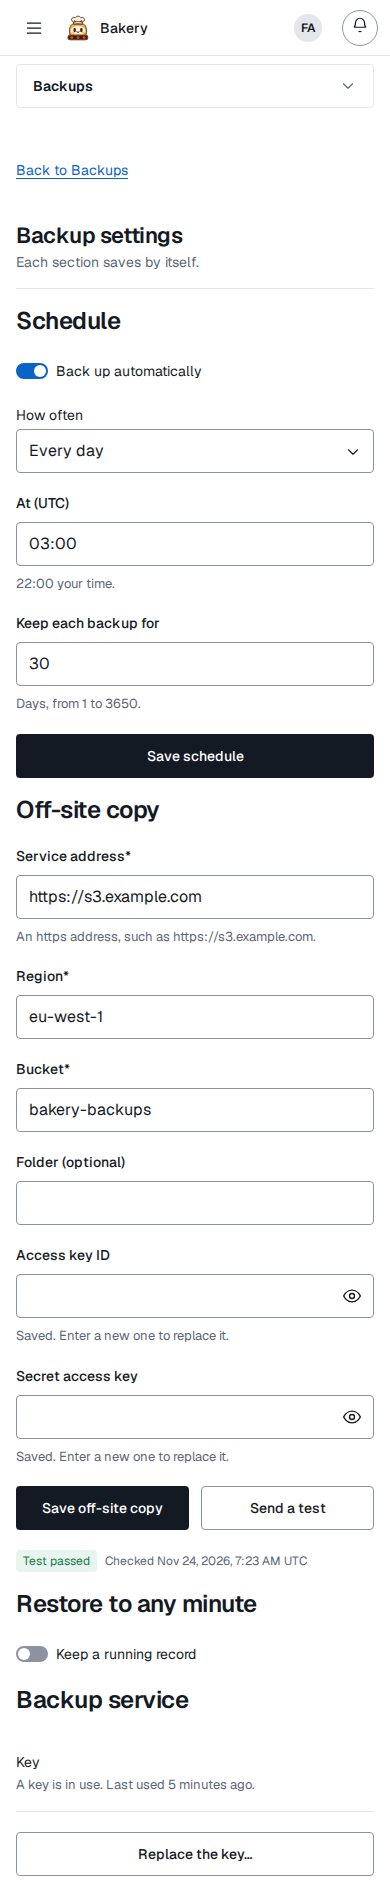 Bakery
FA
Backups
Back to Backups
Backup settings
Each section saves by itself.
Schedule
Back up automatically
How often
Every day
At (UTC)
03:00
22:00 your time.
Keep each backup for
30
Days, from 1 to 3650.
Save schedule
Off-site copy
Service address*
https://s3.example.com
An https address, such as https://s3.example.com.
Region*
eu-west-1
Bucket*
bakery-backups
Folder (optional)
Access key ID
Saved. Enter a new one to replace it.
Secret access key
Saved. Enter a new one to replace it.
Save off-site copy
Send a test
Test passed Checked Nov 24, 2026, 7:23 AM UTC
Restore to any minute
Keep a running record
Backup service
Key
A key is in use. Last used 5 minutes ago.
Replace the key...